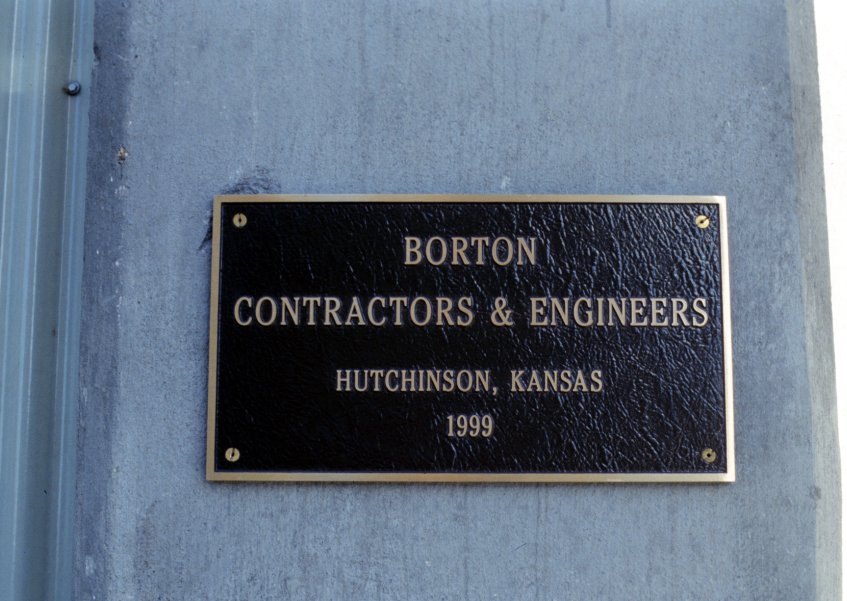 BORTON
CONTRACTORS & ENGINEERS
HUTCHINSON, KANSAS
1999